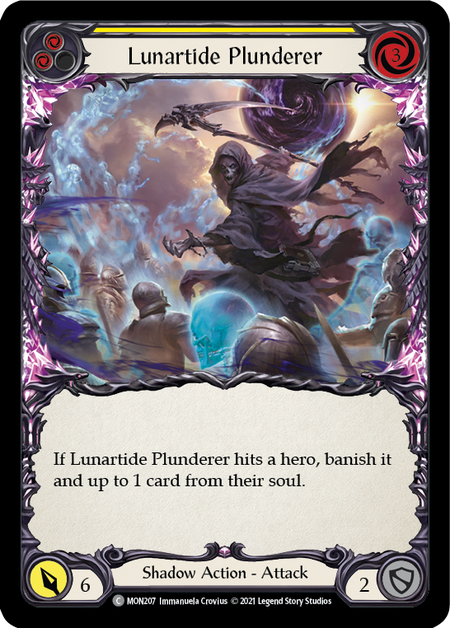 Lunartide Plunderer
3
If Lunartide Plunderer hits a hero, banish it
and up to 1 card from their soul.
6
Shadow Action - Attack
2
C MON207 Immanuela Crovius © 2021 Legend Story Studios